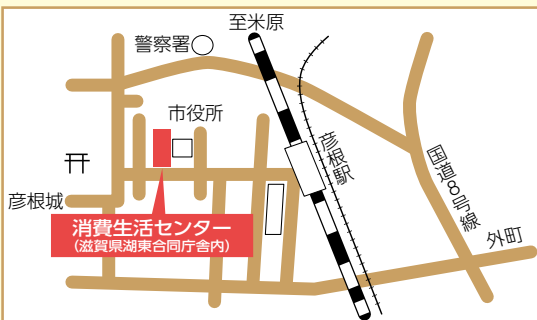 至米原
警察署
市役所
彦根駅
国道8号線
彦根城
消費生活センター
(滋賀県湖東合同庁舎内)
外町